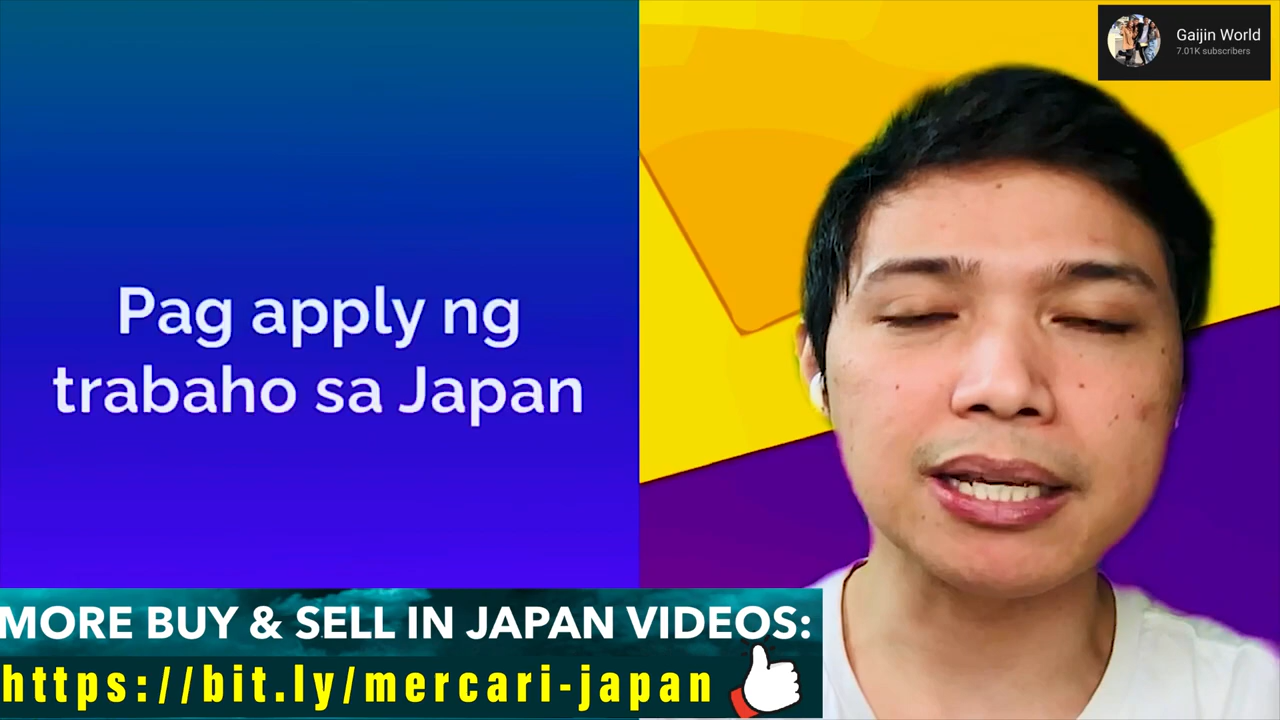 Gaijin World
7.01K subscribers
Pag apply ng
trabaho sa Japan
MORE BUY & SELL IN JAPAN VIDEOS:
https://bit.ly/mercari-japan